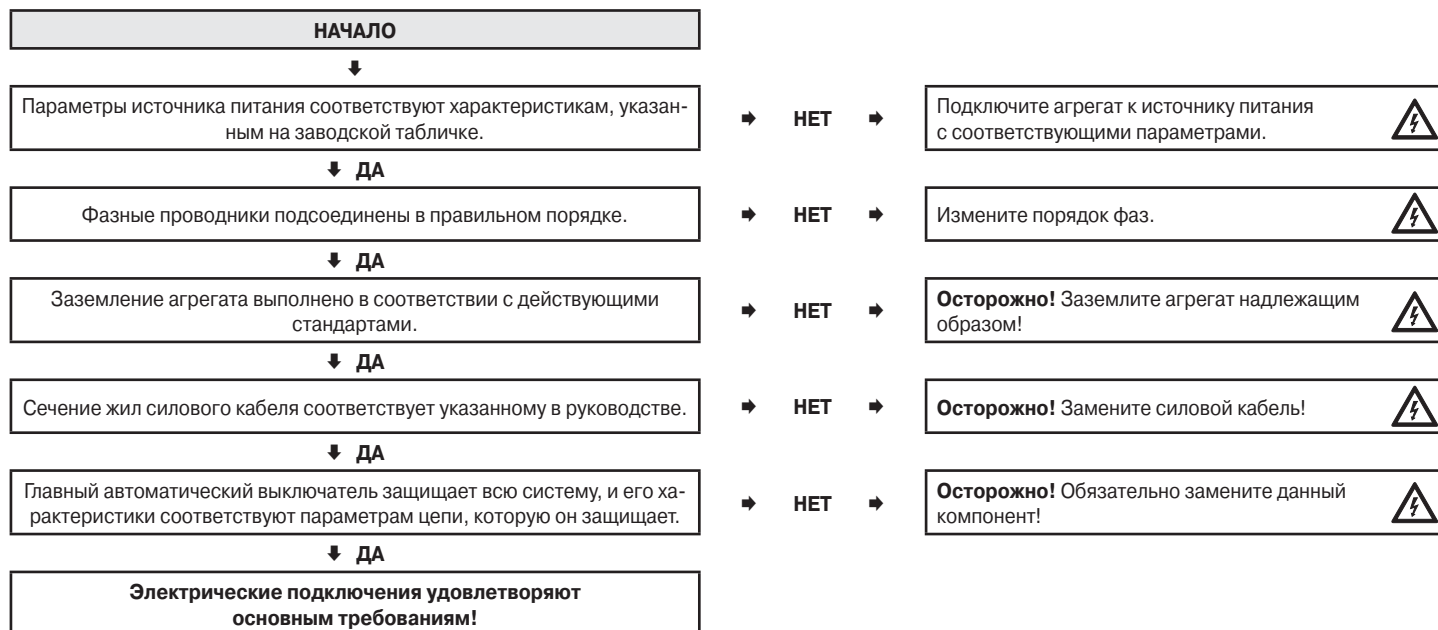 НАЧАЛО
Параметры источника питания соответствуют характеристикам, указан-
ным на заводской табличке.
НЕТ
Подключите агрегат к источнику питания
с соответствующими параметрами.
ДА
Фазные проводники подсоединены в правильном порядке.
НЕТ
Измените порядок фаз.
ДА
Заземление агрегата выполнено в соответствии с действующими
стандартами.
НЕТ
Осторожно! Заземлите агрегат надлежащим
образом!
ДА
Сечение жил силового кабеля соответствует указанному в руководстве.
НЕТ
Осторожно! Замените силовой кабель!
ДА
Главный автоматический выключатель защищает всю систему, и его ха-
рактеристики соответствуют параметрам цепи, которую он защищает.
НЕТ
Осторожно! Обязательно замените данный
компонент!
ДА
Электрические подключения удовлетворяют
основным требованиям!